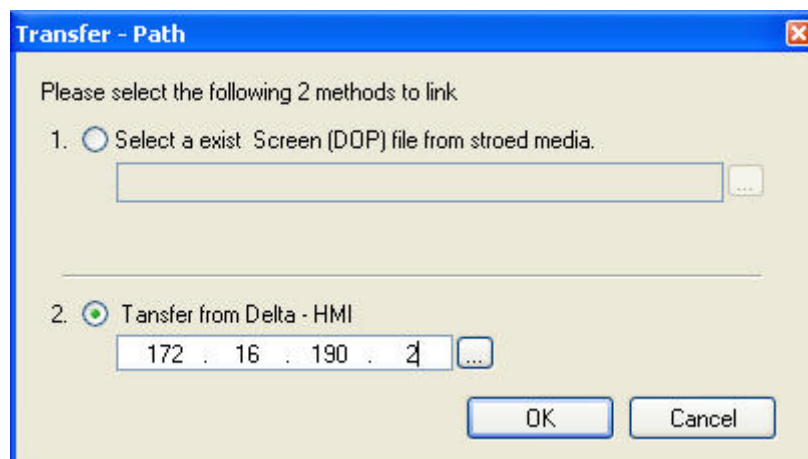 Transfer - Path
Please select the following 2 methods to link
1. Select a exist Screen (DOP) file from stroed media.
...
2. Tansfer from Delta - HMI
172 . 16 . 190 . 2 ...
OK Cancel